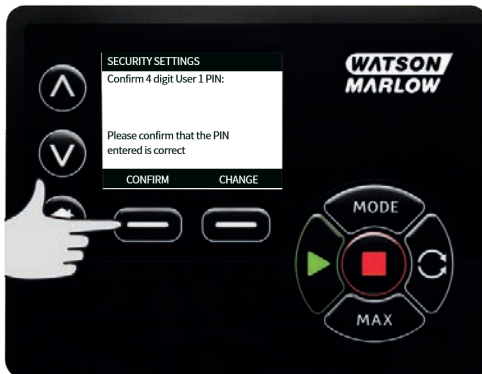 SECURITY SETTINGS
Confirm 4 digit User 1 PIN:
Please confirm that the PIN
entered is correct
CONFIRM CHANGE
WATSON
MARLOW
MODE
MAX